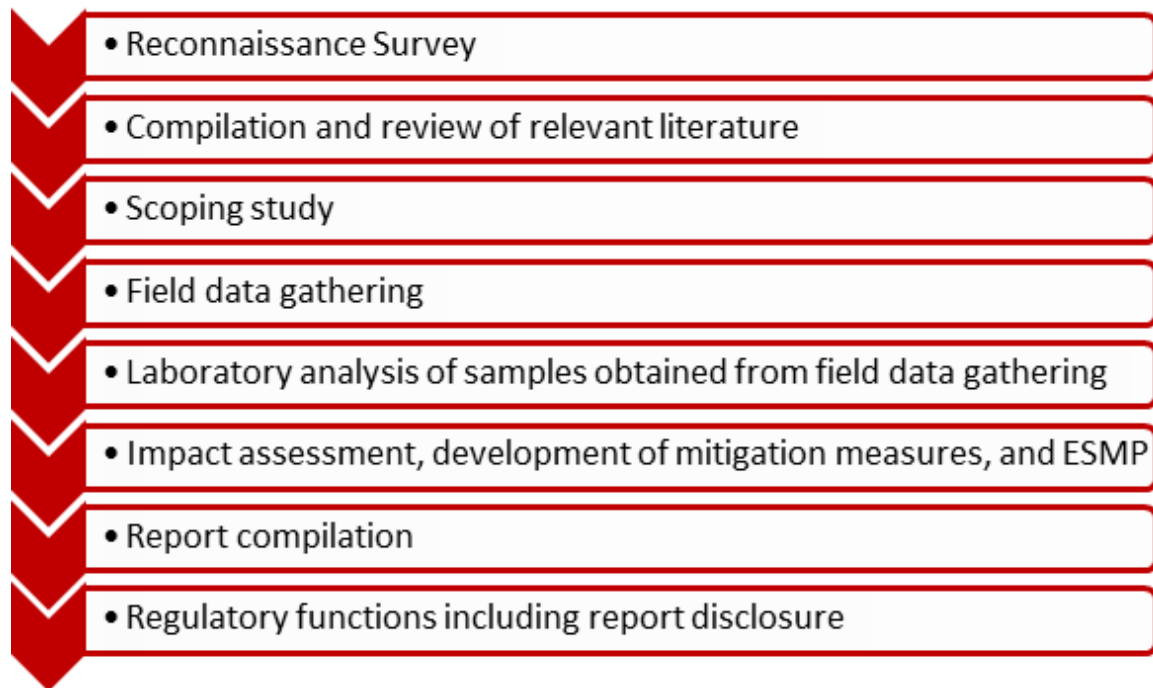 • Reconnaissance Survey
• Compilation and review of relevant literature
• Scoping study
• Field data gathering
• Laboratory analysis of samples obtained from field data gathering
• Impact assessment, development of mitigation measures, and ESMP
• Report compilation
• Regulatory functions including report disclosure